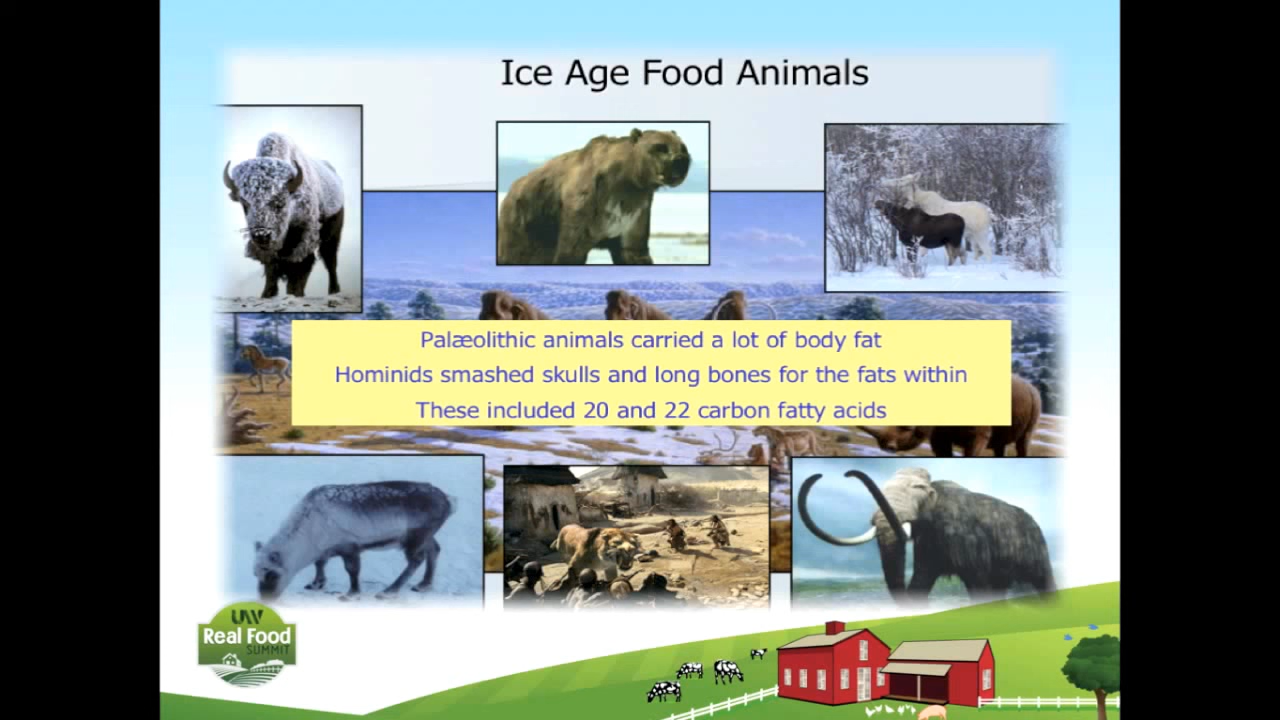 Ice Age Food Animals
Palæolithic animals carried a lot of body fat
Hominids smashed skulls and long bones for the fats within
These included 20 and 22 carbon fatty acids
UW
Real Food
SUMMIT